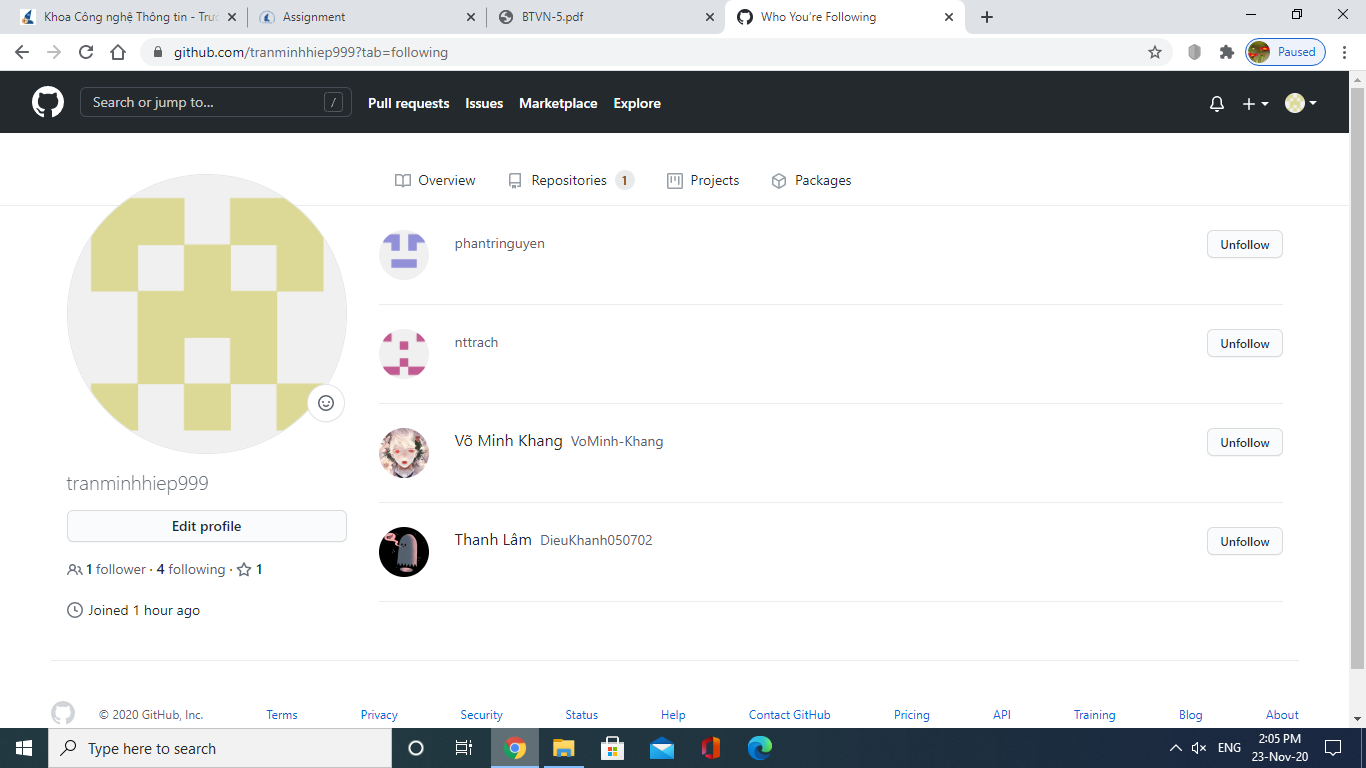 Khoa Công nghệ Thông tin - Trườ
Assignment
BTVN-5.pdf
Who You're Following
github.com/tranminhhiep999?tab=following
Paused
Search or jump to...
/
Pull requests
Issues
Marketplace
Explore
Overview
Repositories 1
Projects
Packages
phantringuyen
Unfollow
nttrach
Unfollow
Võ Minh Khang VoMinh-Khang
Unfollow
Thanh Lâm DieuKhanh050702
Unfollow
tranminhhiep999
Edit profile
1 follower · 4 following · 1
Joined 1 hour ago
© 2020 GitHub, Inc.
Terms
Privacy
Security
Status
Help
Contact GitHub
Pricing
API
Training
Blog
About
Type here to search
ENG
2:05 PM
23-Nov-20